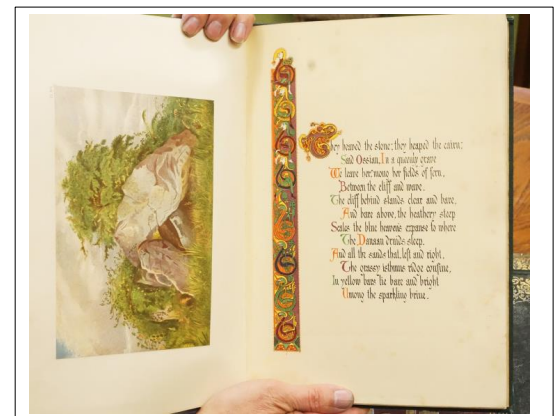 They heaved the stone; they heaped the cairn:
Said Ossian, In a queenly grave
We leave her, 'mong her fields of fern,
Between the cliff and wave.
The cliff behind stands clear and bare,
And bare above, the heathery steep
Scales the blue heavens expanse to where
The Danaan druids sleep.
And all the sands that, left and right,
The grassy isthmus ridge confine,
In yellow bars lie bare and bright
Among the sparkling brine.